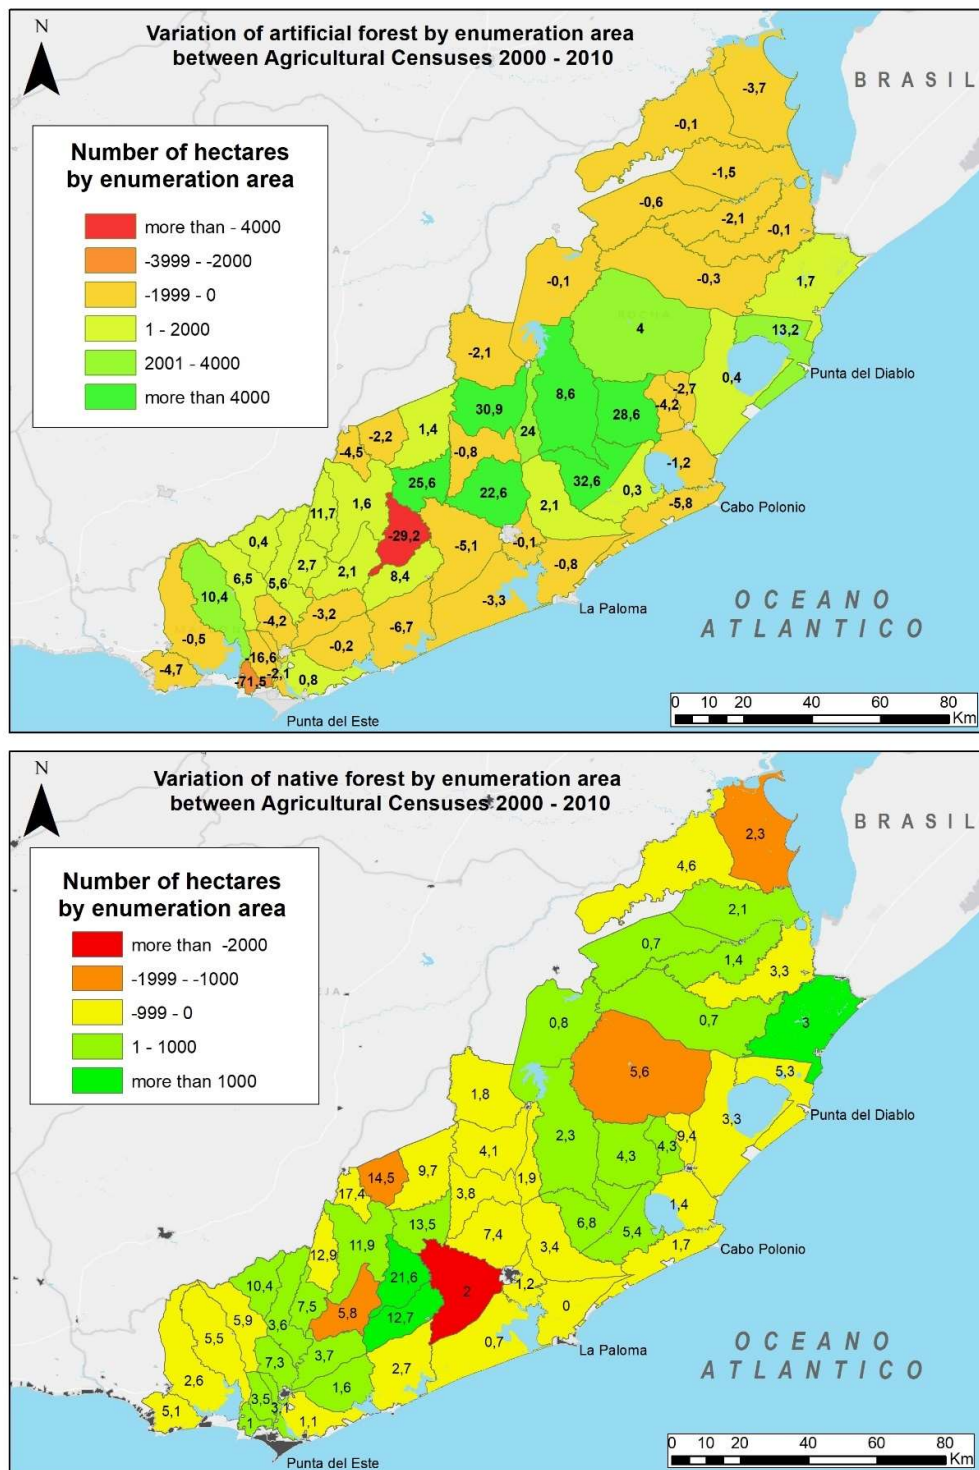 N
Variation of artificial forest by enumeration area
between Agricultural Censuses 2000 - 2010
BRASIL
Number of hectares
by enumeration area
more than - 4000
-3999 - -2000
-1999 - 0
1 - 2000
2001 - 4000
more than 4000
-3,7
-0,1
-1,5
-0,6
-2,1
-0,1
-0,1
-0,3
1,7
4
13,2
-2,1
Punta del Diablo
0,4
8,6
-2,7
-4,2
30,9
28,6
1,4
24
-2,2
-4,5
-0,8
-1,2
25,6
22,6
32,6
0,3
1,6
2,1
-5,8
Cabo Polonio
11,7
-29,2
0,4
-5,1
-0,1
2,7
2,1
-0,8
6,5
5,6
8,4
10,4
-3,3
La Paloma
OCEANO
ATLANTICO
-4,2
-3,2
-6,7
-0,5
-0,2
-16,6
-4,7
-2,1
-71,5
0,8
Punta del Este
0 10 20 40 60 80
Km
N
Variation of native forest by enumeration area
between Agricultural Censuses 2000 - 2010
BRASIL
Number of hectares
by enumeration area
more than -2000
-1999 - -1000
-999 - 0
1 - 1000
more than 1000
2,3
4,6
2,1
0,7
1,4
3,3
0,8
0,7
3
5,6
5,3
1,8
Punta del Diablo
3,3
2,3
9,4
4,3
4,3
4,1
9,7
14,5
1,9
17,4
3,8
1,4
13,5
6,8
5,4
7,4
3,4
1,7
Cabo Polonio
11,9
12,9
21,6
10,4
2
1,2
7,5
5,8
0
5,9
3,6
12,7
5,5
0,7
La Paloma
OCEANO
ATLANTICO
7,3
3,7
2,7
2,6
1,6
3,5
5,1
3,1
1
1,1
Punta del Este
0 10 20 40 60 80
Km